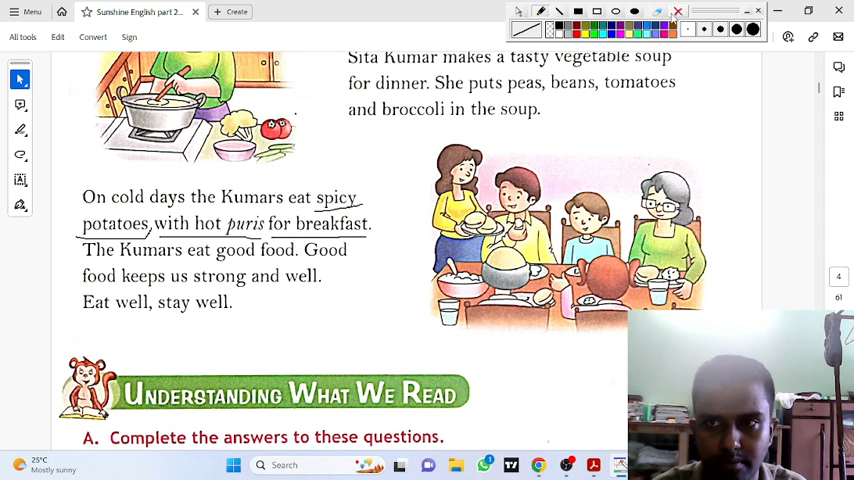 Menu
Sunshine English part 2...
Create
All tools
Edit
Convert
Sign
Sita Kumar makes a tasty vegetable soup
for dinner. She puts peas, beans, tomatoes
and broccoli in the soup.
On cold days the Kumars eat spicy
potatoes, with hot puris for breakfast.
The Kumars eat good food. Good
food keeps us strong and well.
Eat well, stay well.
4
61
UNDERSTANDING WHAT WE READ
A. Complete the answers to these questions.
25°C
Mostly sunny
Search